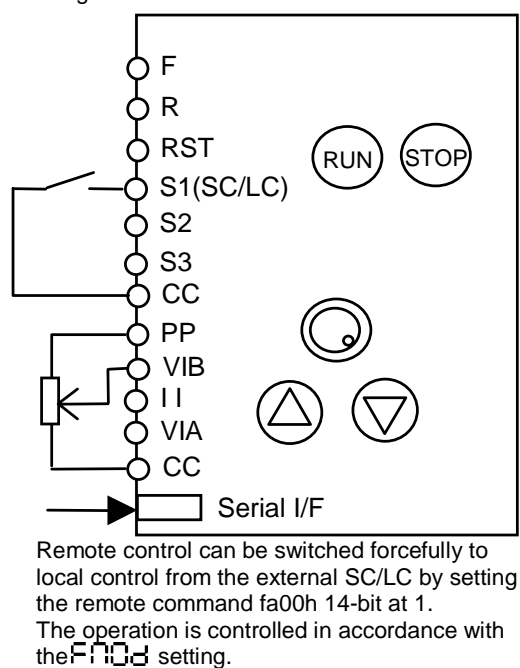 F
R
RST
S1(SC/LC)
S2
S3
CC
PP
VIB
I I
VIA
CC
Serial I/F
RUN
STOP
Remote control can be switched forcefully to
local control from the external SC/LC by setting
the remote command fa00h 14-bit at 1.
The operation is controlled in accordance with
theFMOd setting.